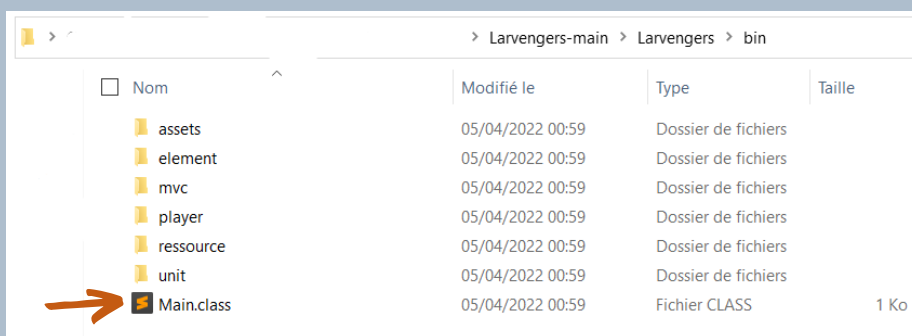 > > Larvengers-main > Larvengers > bin
Nom Modifié le Type Taille
assets 05/04/2022 00:59 Dossier de fichiers
element 05/04/2022 00:59 Dossier de fichiers
mvc 05/04/2022 00:59 Dossier de fichiers
player 05/04/2022 00:59 Dossier de fichiers
ressource 05/04/2022 00:59 Dossier de fichiers
unit 05/04/2022 00:59 Dossier de fichiers
Main.class 05/04/2022 00:59 Fichier CLASS 1 Ko